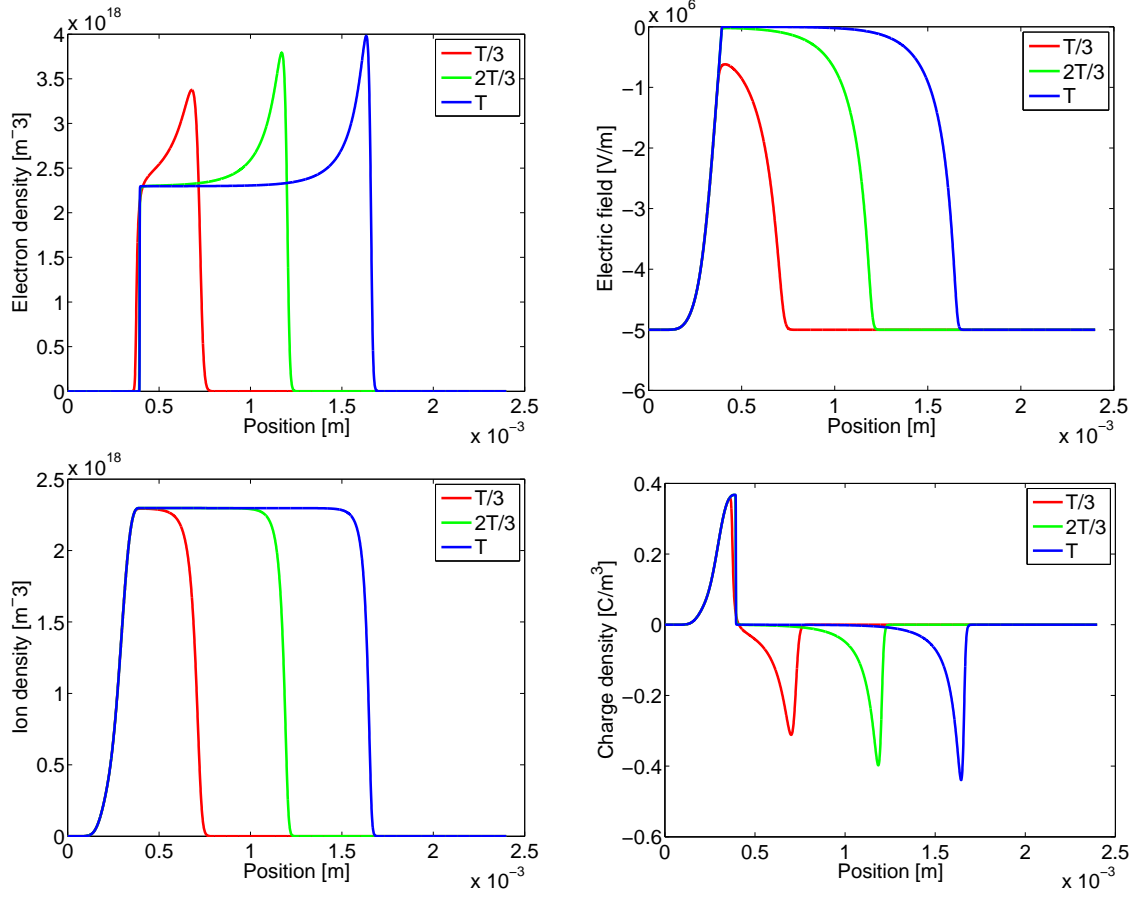 x 10^18
4
3.5
3
2.5
2
1.5
1
0.5
0
Electron density [m^−3]
T/3
2T/3
T
0 0.5 1 1.5 2 2.5
Position [m]
x 10^−3
x 10^6
0
−1
−2
−3
−4
−5
−6
Electric field [V/m]
T/3
2T/3
T
0 0.5 1 1.5 2 2.5
Position [m]
x 10^−3
x 10^18
2.5
2
1.5
1
0.5
0
Ion density [m^−3]
T/3
2T/3
T
0 0.5 1 1.5 2 2.5
Position [m]
x 10^−3
0.4
0.2
0
−0.2
−0.4
−0.6
Charge density [C/m^3]
T/3
2T/3
T
0 0.5 1 1.5 2 2.5
Position [m]
x 10^−3